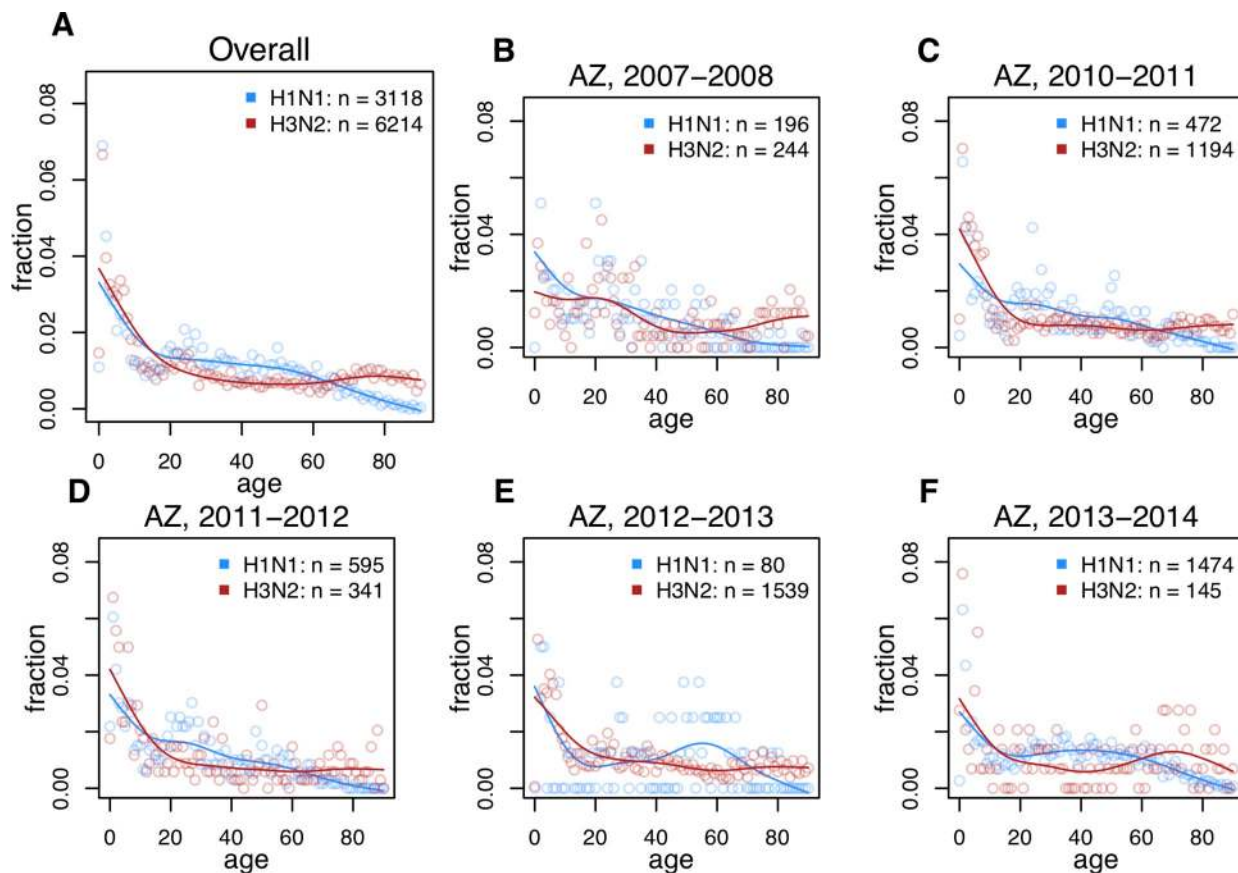 A
Overall
H1N1: n = 3118
H3N2: n = 6214
fraction
0.00 0.02 0.04 0.06 0.08
0 20 40 60 80
age
B
AZ, 2007−2008
H1N1: n = 196
H3N2: n = 244
fraction
0.00 0.04 0.08
0 20 40 60 80
age
C
AZ, 2010−2011
H1N1: n = 472
H3N2: n = 1194
fraction
0.00 0.04 0.08
0 20 40 60 80
age
D
AZ, 2011−2012
H1N1: n = 595
H3N2: n = 341
fraction
0.00 0.04 0.08
0 20 40 60 80
age
E
AZ, 2012−2013
H1N1: n = 80
H3N2: n = 1539
fraction
0.00 0.04 0.08
0 20 40 60 80
age
F
AZ, 2013−2014
H1N1: n = 1474
H3N2: n = 145
fraction
0.00 0.04 0.08
0 20 40 60 80
age